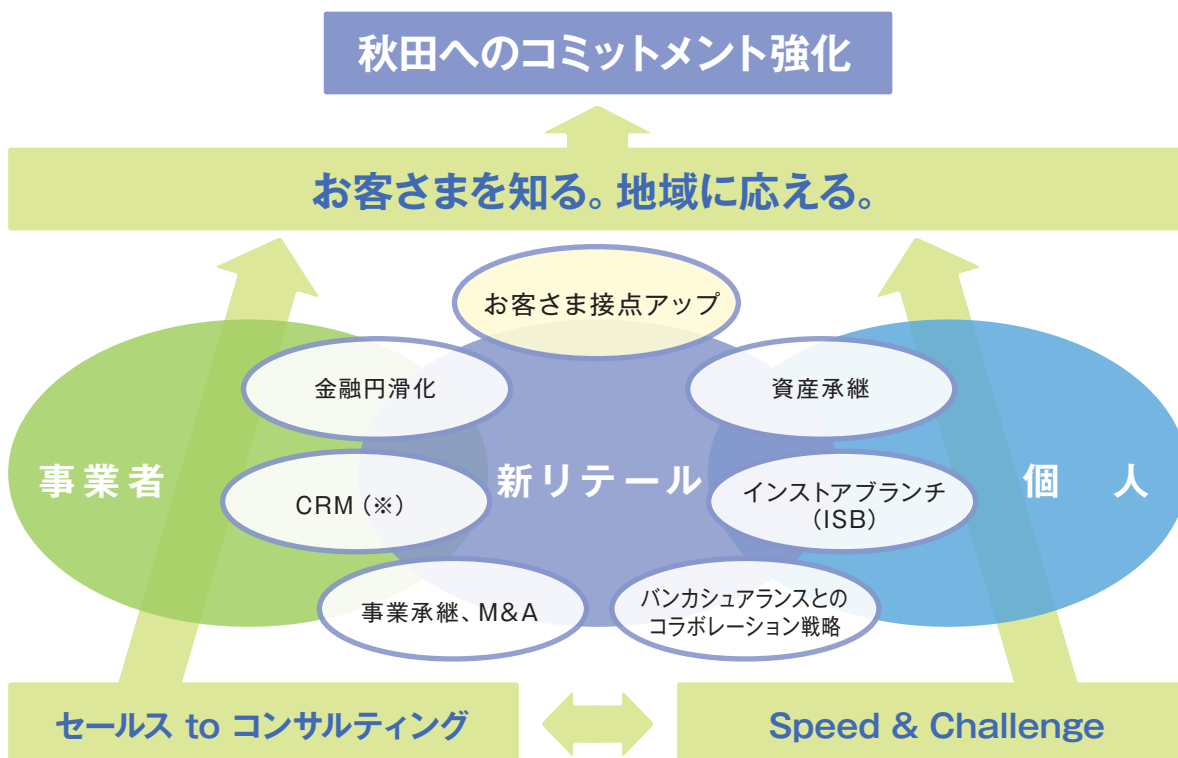 秋田へのコミットメント強化
お客さまを知る。地域に応える。
お客さま接点アップ
金融円滑化
資産承継
事業者
新リテール
個 人
CRM（※）
インストアブランチ
（ISB）
事業承継、M&A
バンカシュアランスとの
コラボレーション戦略
セールス to コンサルティング
Speed & Challenge